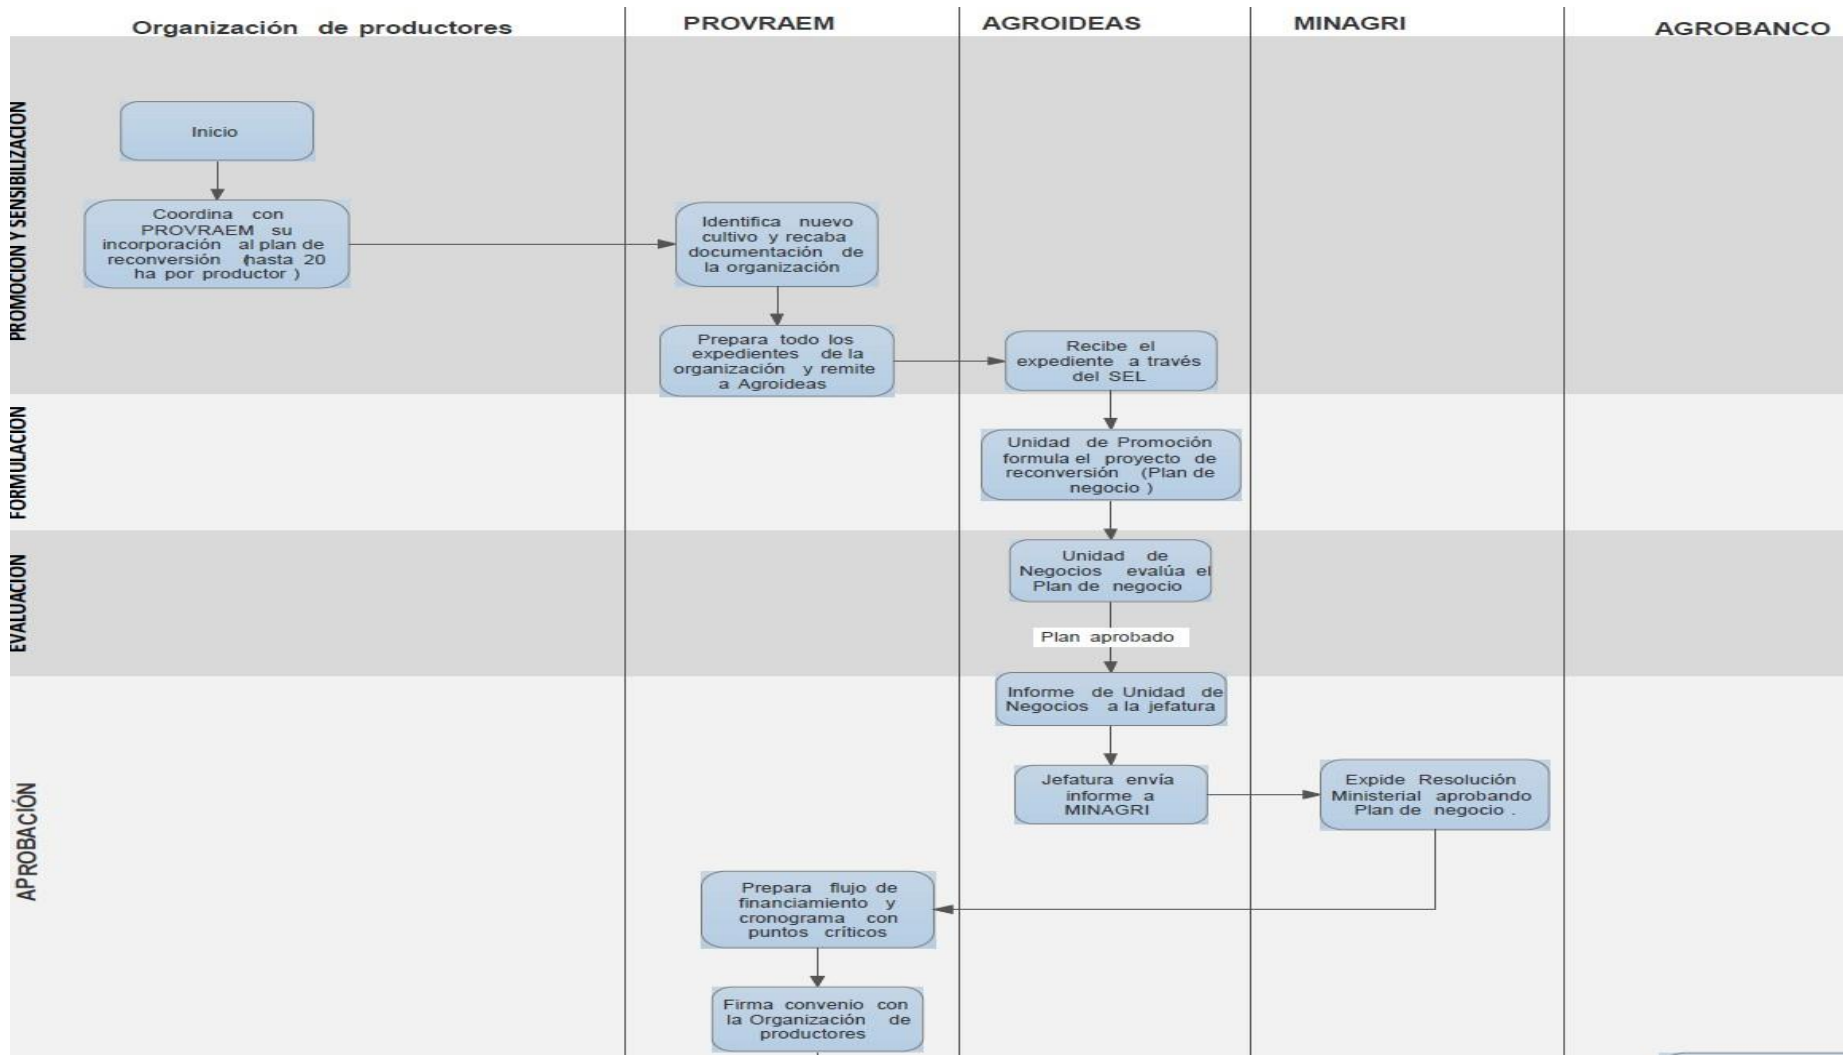 Organización de productores
PROVRAEM
AGROIDEAS
MINAGRI
AGROBANCO
PROMOCION Y SENSIBILIZACION
Inicio
Coordina con
PROVRAEM su
incorporación al plan de
reconversión (hasta 20
ha por productor )
Identifica nuevo
cultivo y recaba
documentación de
la organización
Prepara todo los
expedientes de la
organización y remite
a Agroideas
Recibe el
expediente a través
del SEL
FORMULACION
Unidad de Promoción
formula el proyecto de
reconversión (Plan de
negocio )
EVALUACION
Unidad de
Negocios evalúa el
Plan de negocio
Plan aprobado
APROBACIÓN
Informe de Unidad de
Negocios a la jefatura
Jefatura envía
informe a
MINAGRI
Expide Resolución
Ministerial aprobando
Plan de negocio .
Prepara flujo de
financiamiento y
cronograma con
puntos críticos
Firma convenio con
la Organización de
productores